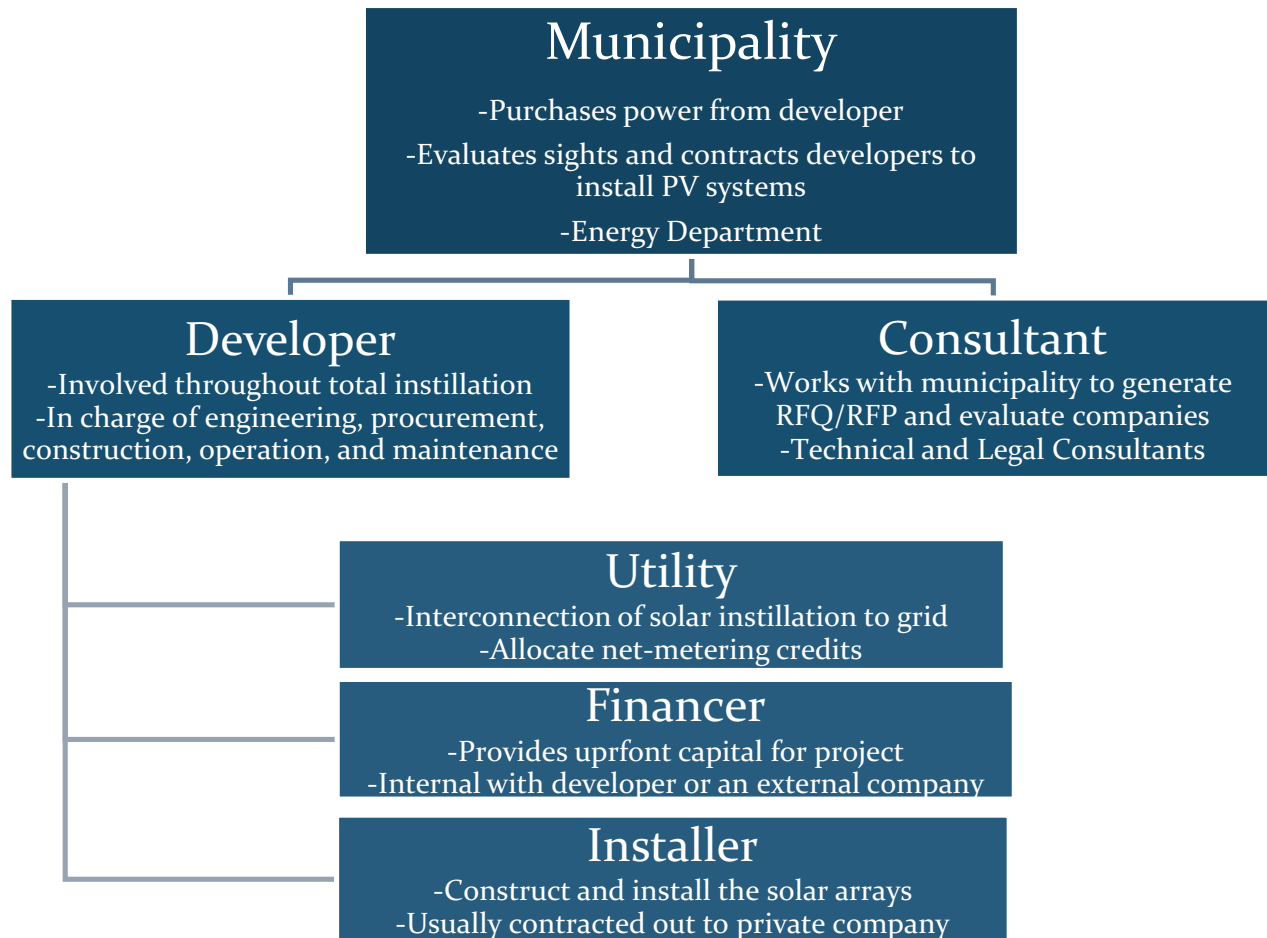 Municipality
-Purchases power from developer
-Evaluates sights and contracts developers to
install PV systems
-Energy Department
Developer
-Involved throughout total instillation
-In charge of engineering, procurement,
construction, operation, and maintenance
Consultant
-Works with municipality to generate
RFQ/RFP and evaluate companies
-Technical and Legal Consultants
Utility
-Interconnection of solar instillation to grid
-Allocate net-metering credits
Financer
-Provides uprfont capital for project
-Internal with developer or an external company
Installer
-Construct and install the solar arrays
-Usually contracted out to private company